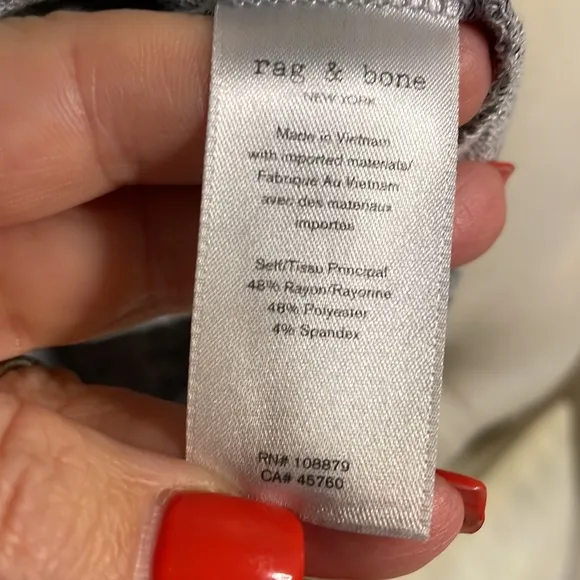 rag & bone
NEW YORK
Made in Vietnam
with imported materials/
Fabriqué Au Vietnam
avec des materiaux
importes
Self/Tissu Principal
48% Rayon/Rayonne
48% Polyester
4% Spandex
RN# 108879
CA# 45760